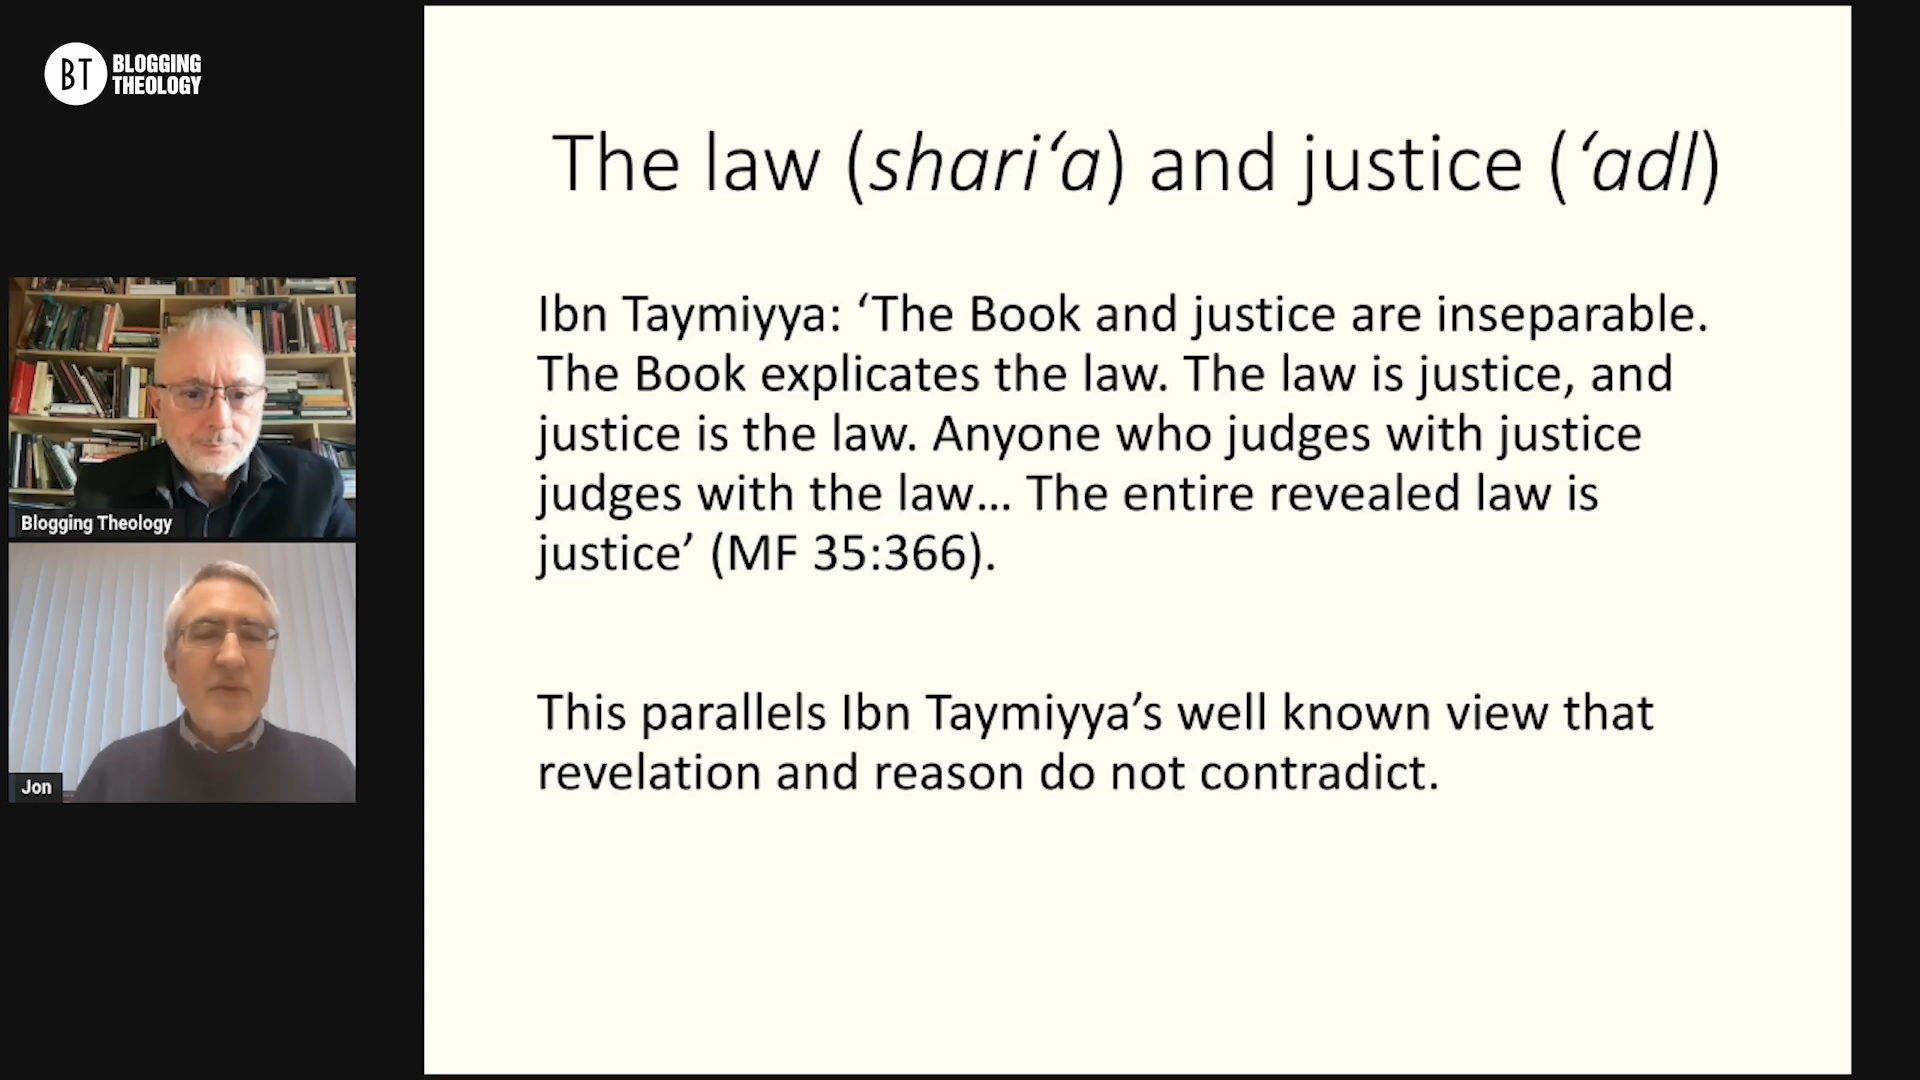 BT
BLOGGING
THEOLOGY
The law (shari‘a) and justice (‘adl)
Ibn Taymiyya: ‘The Book and justice are inseparable.
The Book explicates the law. The law is justice, and
justice is the law. Anyone who judges with justice
judges with the law... The entire revealed law is
justice’ (MF 35:366).
This parallels Ibn Taymiyya’s well known view that
revelation and reason do not contradict.
Blogging Theology
Jon